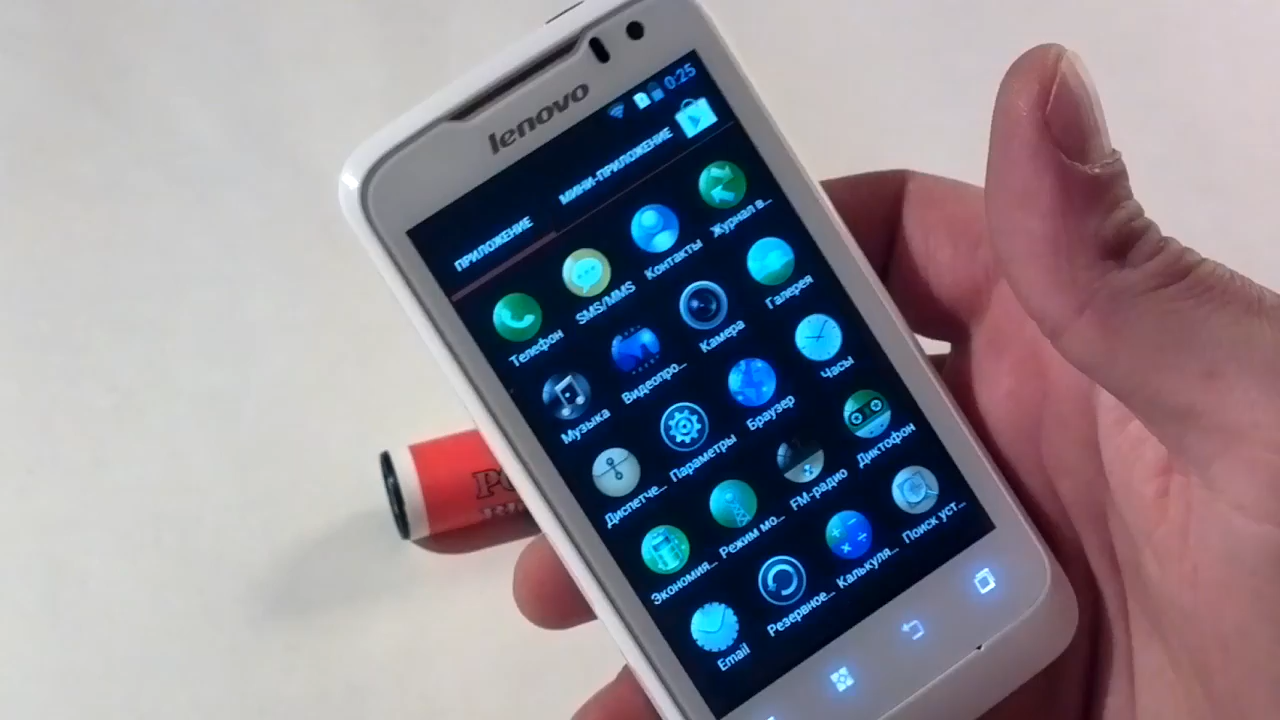 lenovo
0:25
ПРИЛОЖЕНИЕ
МИНИ-ПРИЛОЖЕНИЕ
Телефон
SMS/MMS
Контакты
Журнал в...
Музыка
Видеопро...
Камера
Галерея
Диспетче...
Параметры
Браузер
Часы
Экономия...
Режим мо...
FM-радио
Диктофон
Email
Резервное...
Калькуля...
Поиск уст...